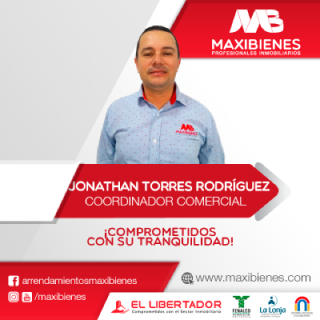 MB
MAXIBIENES
PROFESIONALES INMOBILIARIOS
MAXIBIENES
JONATHAN TORRES RODRÍGUEZ
COORDINADOR COMERCIAL
¡COMPROMETIDOS
CON SU TRANQUILIDAD!
arrendamientosmaxibienes
/maxibienes
www.maxibienes.com
EL LIBERTADOR
Comprometidos con el Sector Inmobiliario
FENALCO
La Lonja